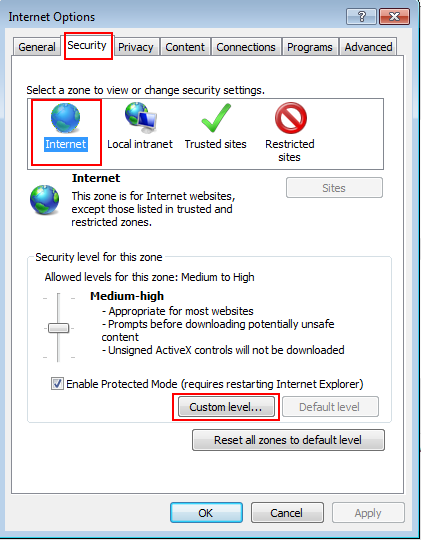 Internet Options
?
General Security Privacy Content Connections Programs Advanced
Select a zone to view or change security settings.
Internet Local intranet Trusted sites Restricted
sites
Internet
Sites
This zone is for Internet websites,
except those listed in trusted and
restricted zones.
Security level for this zone
Allowed levels for this zone: Medium to High
Medium-high
- Appropriate for most websites
- Prompts before downloading potentially unsafe
content
- Unsigned ActiveX controls will not be downloaded
Enable Protected Mode (requires restarting Internet Explorer)
Custom level... Default level
Reset all zones to default level
OK Cancel Apply